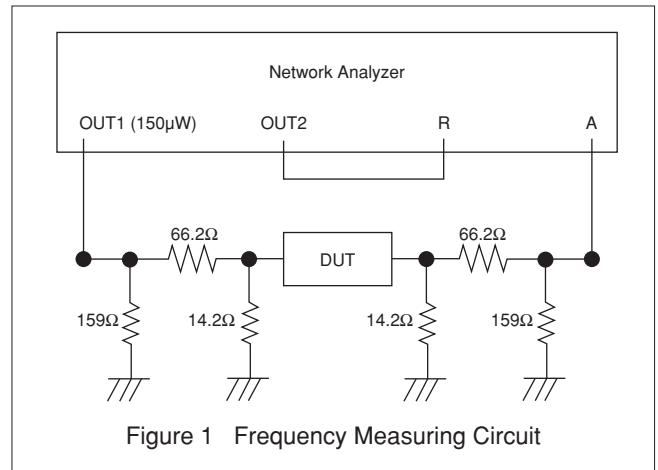 Network Analyzer
OUT1 (150µW) OUT2 R A
66.2Ω DUT 66.2Ω
159Ω 14.2Ω 14.2Ω 159Ω
Figure 1 Frequency Measuring Circuit